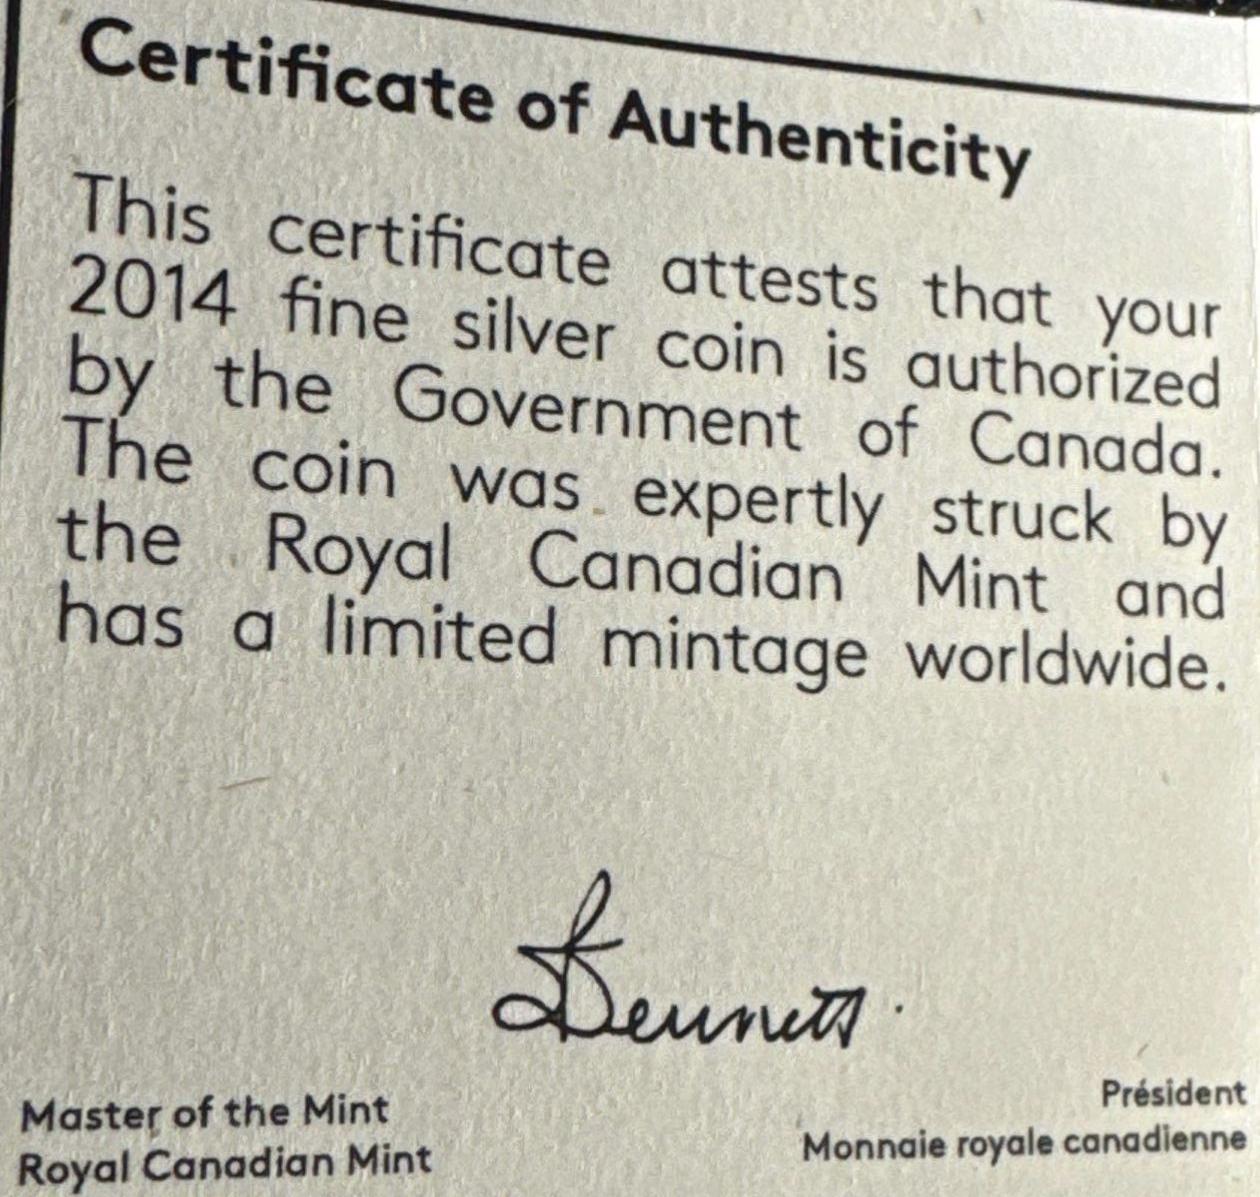 Certificate of Authenticity
This certificate attests that your
2014 fine silver coin is authorized
by the Government of Canada.
The coin was expertly struck by
the Royal Canadian Mint and
has a limited mintage worldwide.
Bennett
Master of the Mint
Royal Canadian Mint
Président
Monnaie royale canadienne